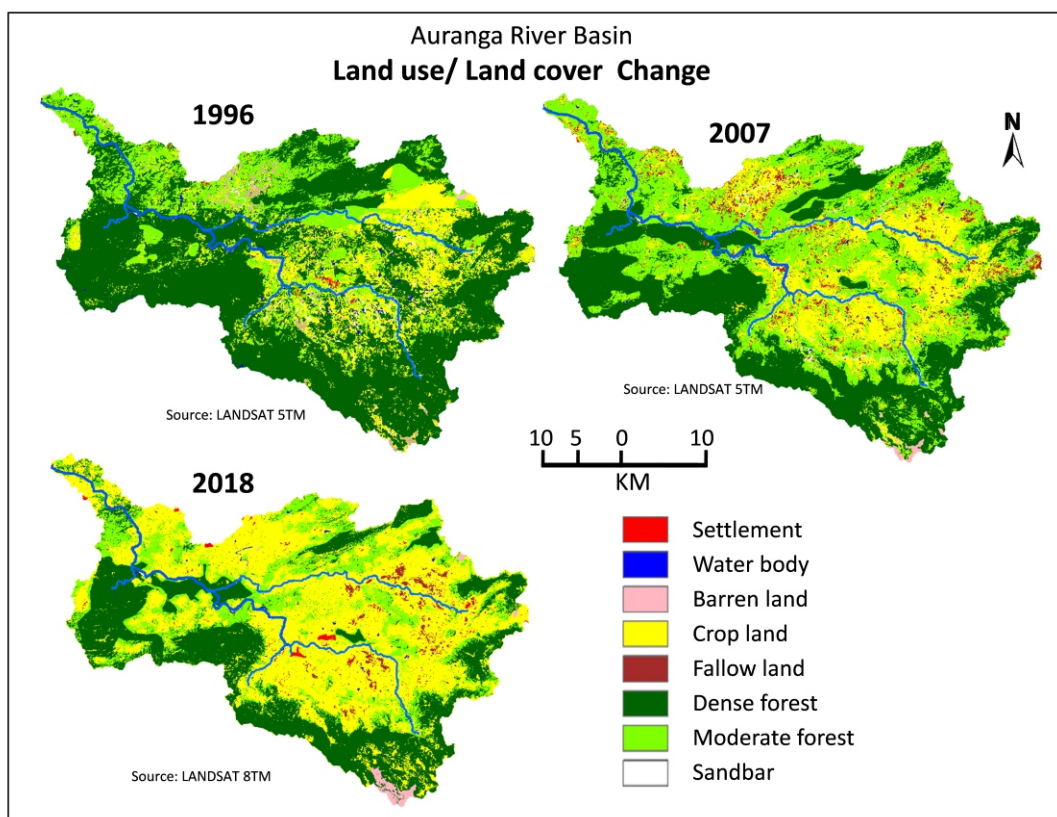 Auranga River Basin
Land use/ Land cover Change
1996
2007
N
Source: LANDSAT 5TM
Source: LANDSAT 5TM
10 5 0 10
KM
2018
Settlement
Water body
Barren land
Crop land
Fallow land
Dense forest
Moderate forest
Sandbar
Source: LANDSAT 8TM